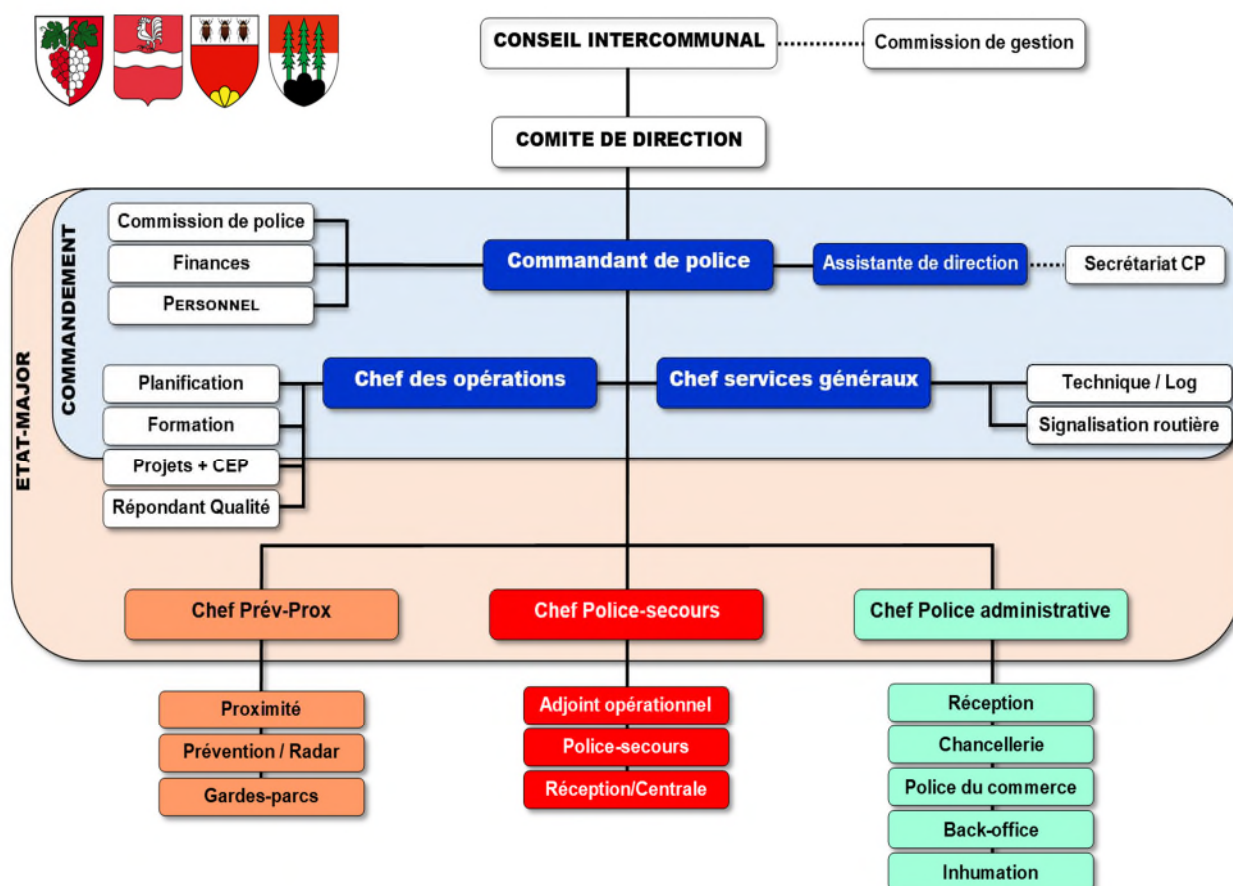 CONSEIL INTERCOMMUNAL
Commission de gestion
COMITE DE DIRECTION
ETAT-MAJOR
COMMANDEMENT
Commission de police
Finances
PERSONNEL
Commandant de police
Assistante de direction
Secrétariat CP
Planification
Formation
Projets + CEP
Répondant Qualité
Chef des opérations
Chef services généraux
Technique / Log
Signalisation routière
Chef Prév-Prox
Chef Police-secours
Chef Police administrative
Proximité
Prévention / Radar
Gardes-parcs
Adjoint opérationnel
Police-secours
Réception/Centrale
Réception
Chancellerie
Police du commerce
Back-office
Inhumation